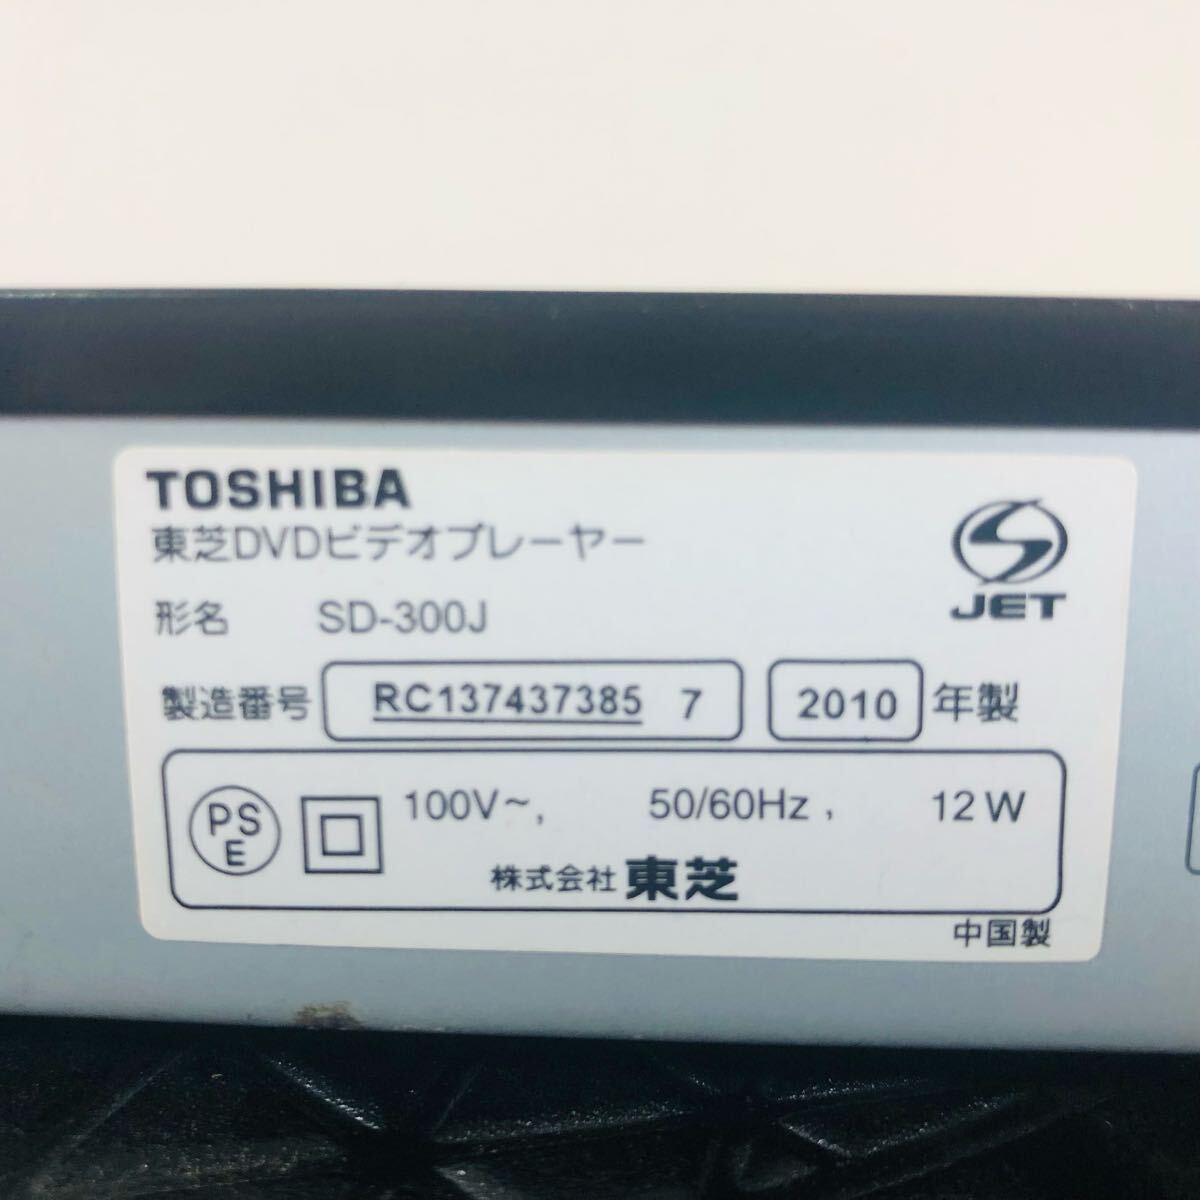 TOSHIBA
東芝DVDビデオプレーヤー
形名 SD-300J
JET
製造番号 RC137437385 7 2010 年製
PSE 100V~, 50/60Hz, 12W
株式会社 東芝
中国製